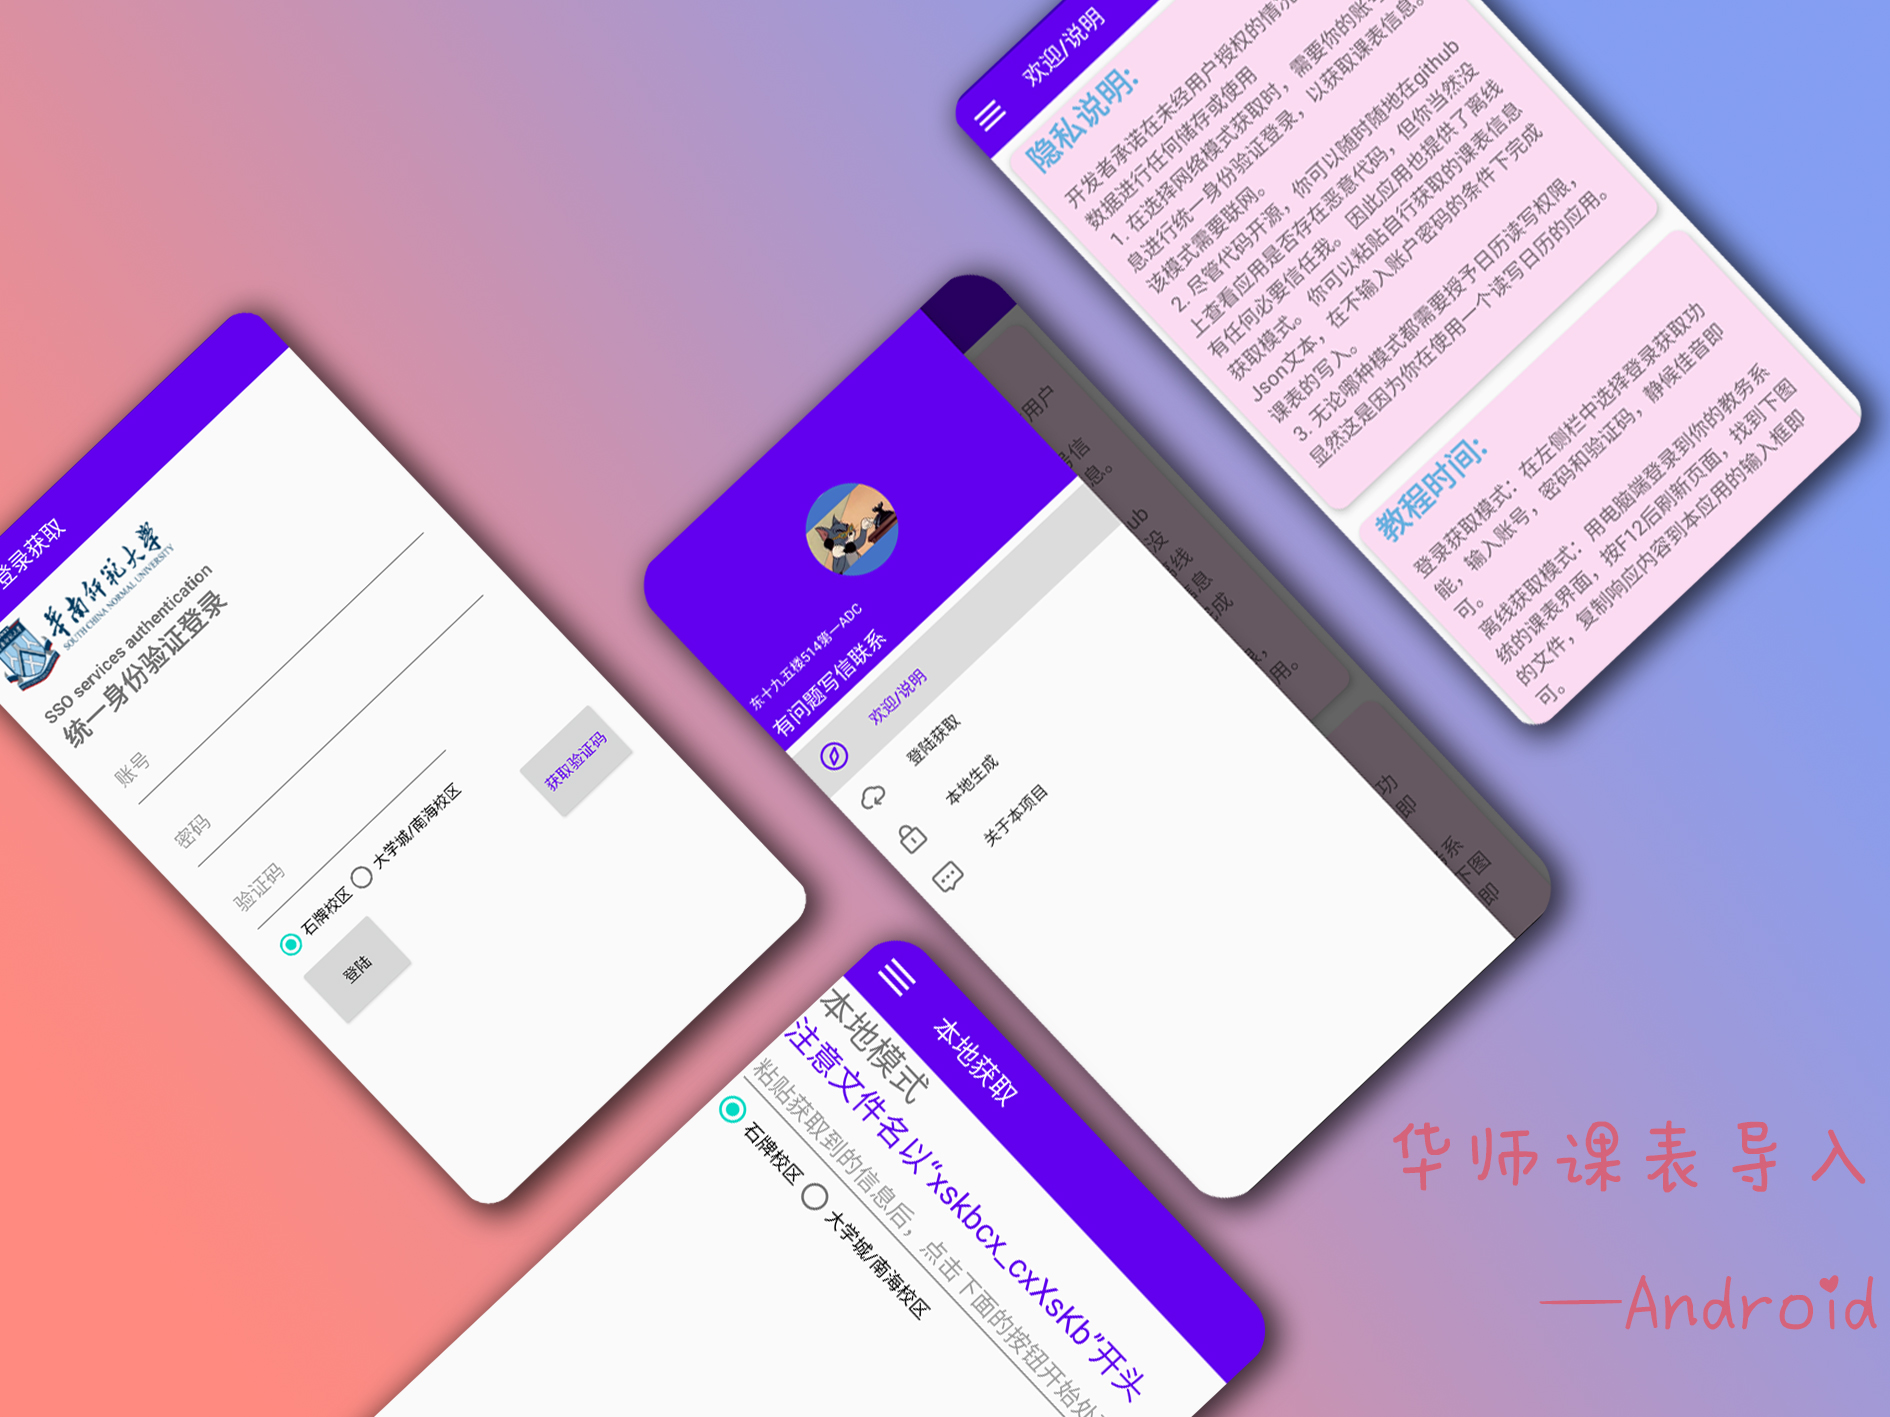 登录获取
華南師範大学
SOUTH CHINA NORMAL UNIVERSITY
SSO services authentication
统一身份验证登录
账号
密码
验证码
获取验证码
石牌校区
大学城/南海校区
登陆
东十九五楼514第一ADC
有问题写信联系
欢迎/说明
登陆获取
本地生成
关于本项目
用户
信
息。
ub
没
线
息
成
用。
功
即
系
下图
即
欢迎/说明
隐私说明:
开发者承诺在未经用户授权的情况
数据进行任何储存或使用
1. 在选择网络模式获取时，需要你的账号
息进行统一身份验证登录，以获取课表信息。
该模式需要联网。
2. 尽管代码开源，你可以随时随地在github
上查看应用是否存在恶意代码，但你当然没
有任何必要信任我。因此应用也提供了离线
获取模式。你可以粘贴自行获取的课表信息
Json文本，在不输入账户密码的条件下完成
课表的写入。
3. 无论哪种模式都需要授予日历读写权限，
显然这是因为你在使用一个读写日历的应用。
教程时间:
登录获取模式：在左侧栏中选择登录获取功
能，输入账号，密码和验证码，静候佳音即
可。
离线获取模式：用电脑端登录到你的教务系
统的课表界面，按F12后刷新页面，找到下图
的文件，复制响应内容到本应用的输入框即
可。
本地获取
本地模式
注意文件名以“xskbcx_cxXsKb”开头
粘贴获取到的信息后，点击下面的按钮开始处
石牌校区
大学城/南海校区
华师课表导入
—Android